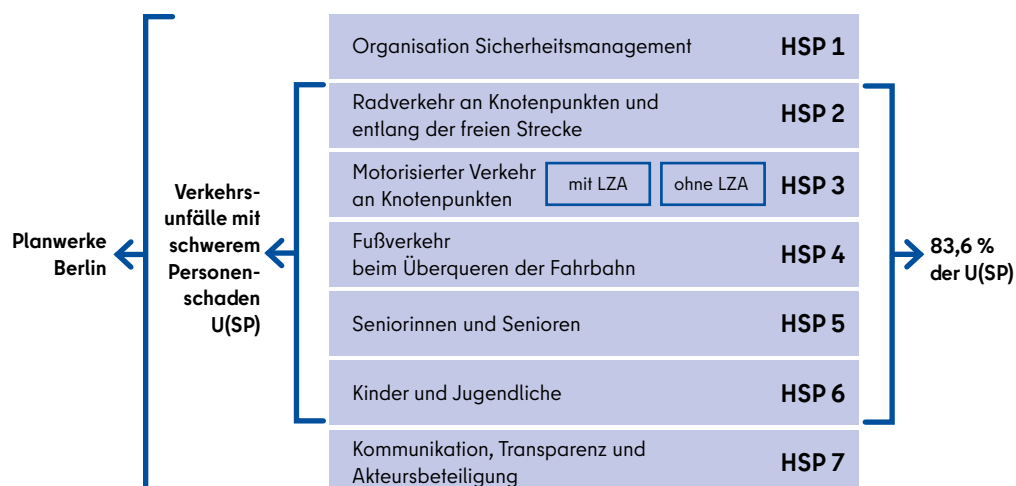 Planwerke
Berlin
Verkehrs-
unfälle mit
schwerem
Personen-
schaden
U(SP)
Organisation Sicherheitsmanagement HSP 1
Radverkehr an Knotenpunkten und
entlang der freien Strecke HSP 2
Motorisierter Verkehr
an Knotenpunkten mit LZA ohne LZA HSP 3
Fußverkehr
beim Überqueren der Fahrbahn HSP 4
Seniorinnen und Senioren HSP 5
Kinder und Jugendliche HSP 6
Kommunikation, Transparenz und
Akteursbeteiligung HSP 7
83,6 %
der U(SP)